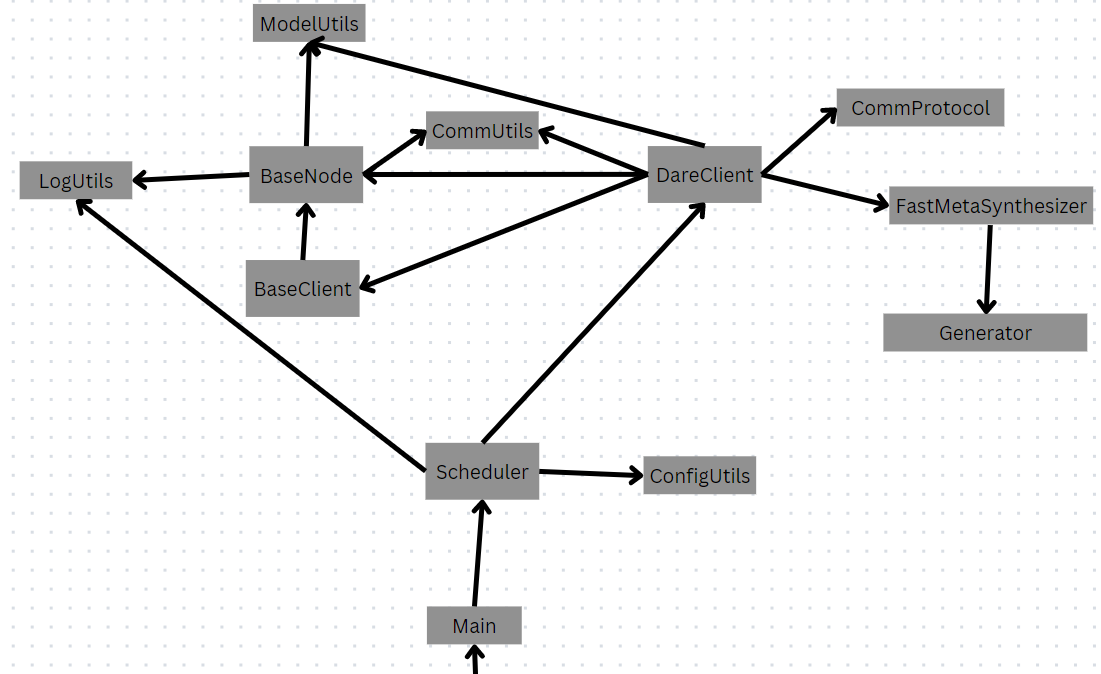 ModelUtils
CommProtocol
CommUtils
LogUtils
BaseNode
DareClient
FastMetaSynthesizer
BaseClient
Generator
Scheduler
ConfigUtils
Main